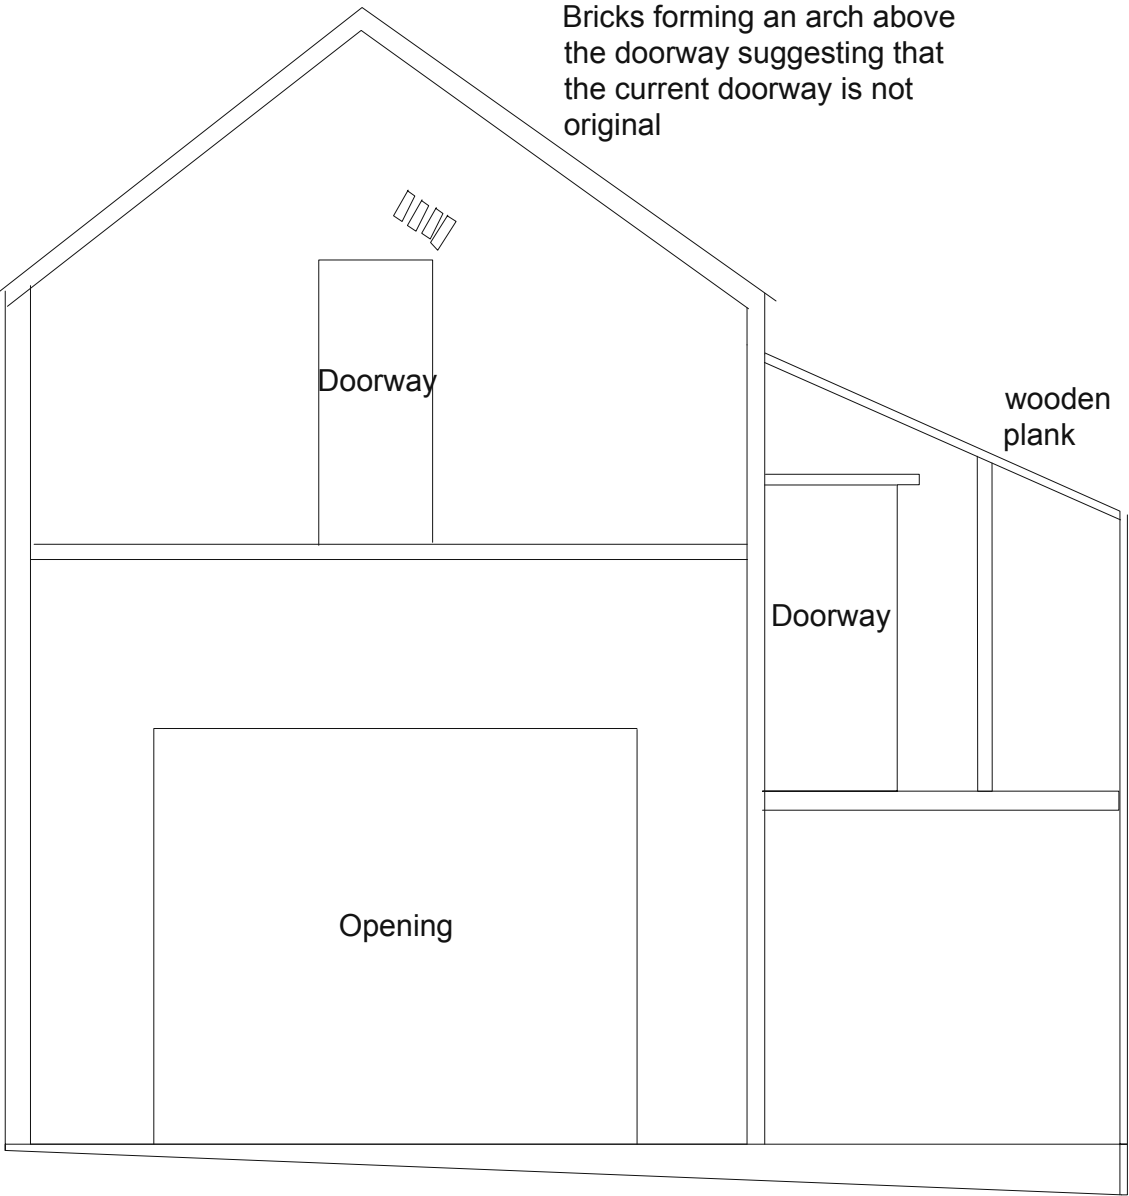 Bricks forming an arch above
the doorway suggesting that
the current doorway is not
original
Doorway
wooden
plank
Doorway
Opening